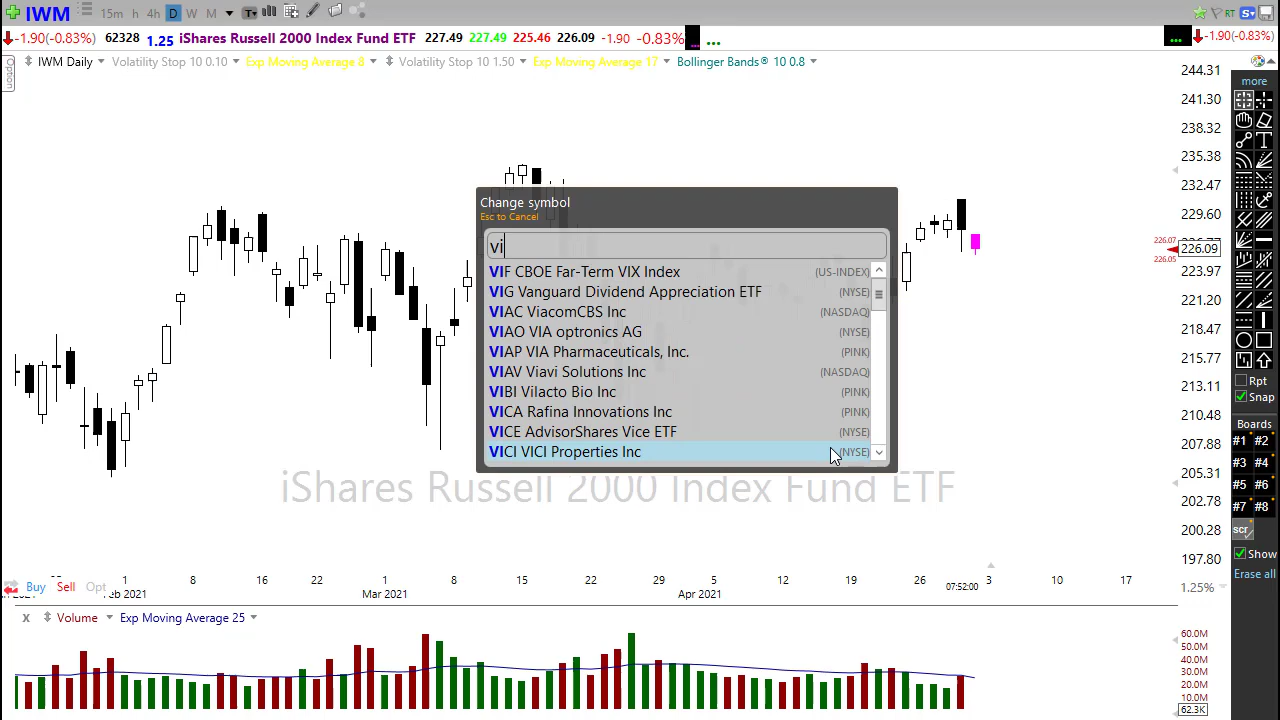 IWM 15m h 4h D W M
-1.90(-0.83%) 62328 1.25 iShares Russell 2000 Index Fund ETF 227.49 227.49 225.46 226.09 -1.90 -0.83% ... ... -1.90(-0.83%)
RT
IWM Daily Volatility Stop 10 0.10 Exp Moving Average 8 Volatility Stop 10 1.50 Exp Moving Average 17 Bollinger Bands® 10 0.8
Option
244.31
241.30
238.32
235.38
232.47
229.60
226.07
226.09
226.05
223.97
221.20
218.47
215.77
213.11
210.48
207.88
205.31
202.78
200.28
197.80
more
Rpt
Snap
Boards
#1 #2
#3 #4
#5 #6
#7 #8
scr
Show
Erase all
Change symbol
Esc to Cancel
vi
VIF CBOE Far-Term VIX Index (US-INDEX)
VIG Vanguard Dividend Appreciation ETF (NYSE)
VIAC ViacomCBS Inc (NASDAQ)
VIAO VIA optronics AG (NYSE)
VIAP VIA Pharmaceuticals, Inc. (PINK)
VIAV Viavi Solutions Inc (NASDAQ)
VIBI Vilacto Bio Inc (PINK)
VICA Rafina Innovations Inc (PINK)
VICE AdvisorShares Vice ETF (NYSE)
VICI VICI Properties Inc (NYSE)
iShares Russell 2000 Index Fund ETF
Buy Sell Opt
1 8 16 22 1 8 15 22 29 12 19 26 3 10 17
Feb 2021 Mar 2021 Apr 2021 07:52:00 1.25%
x Volume Exp Moving Average 25
60.0M
50.0M
40.0M
30.0M
20.0M
10.0M
62.3K